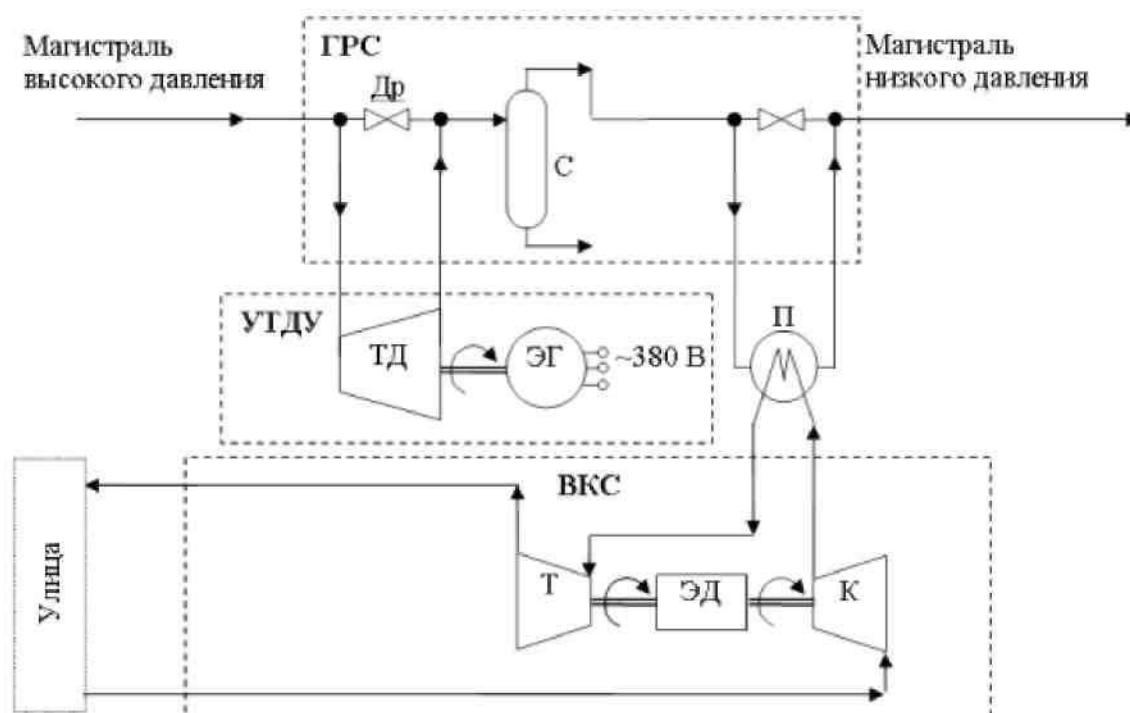 Магистраль
высокого давления
ГРС
Магистраль
низкого давления
Др
С
УТДУ
ТД
ЭГ
~380 В
П
ВКС
Улица
Т
ЭД
К